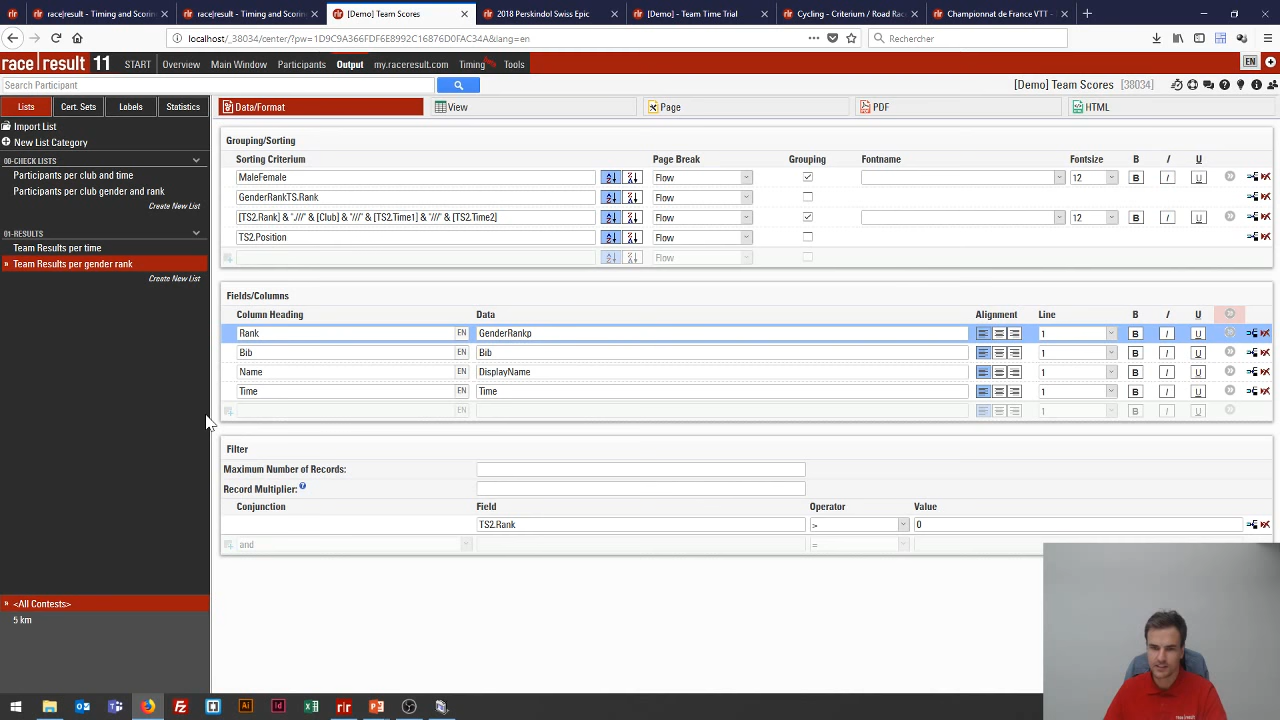 race|result - Timing and Scorin
race|result - Timing and Scorin
[Demo] Team Scores
2018 Perskindol Swiss Epic
[Demo] - Team Time Trial
Cycling - Criterium / Road Rac
Championnat de France VTT -
localhost/_38034/center/?pw=1D9C9A366FDF6E8992C16876D0FAC34A&lang=en
Rechercher
race|result 11 START Overview Main Window Participants Output my.raceresult.com Timing Tools EN
Search Participant
[Demo] Team Scores [38034]
Lists Cert. Sets Labels Statistics
Data/Format View Page PDF HTML
Import List
New List Category
00-CHECK LISTS
Participants per club and time
Participants per club gender and rank
Create New List
01-RESULTS
Team Results per time
» Team Results per gender rank
Create New List
» <All Contests>
5 km
Grouping/Sorting
Sorting Criterium Page Break Grouping Fontname Fontsize B I U
MaleFemale Flow 12 B I U
GenderRankTS.Rank Flow
[TS2.Rank] & ".///" & [Club] & "///" & [TS2.Time1] & "///" & [TS2.Time2] Flow 12 B I U
TS2.Position Flow
Flow
Fields/Columns
Column Heading Data Alignment Line B I U
Rank EN GenderRankp 1 B I U
Bib EN Bib 1 B I U
Name EN DisplayName 1 B I U
Time EN Time 1 B I U
EN 1 B I U
Filter
Maximum Number of Records:
Record Multiplier: ?
Conjunction Field Operator Value
TS2.Rank > 0
and =